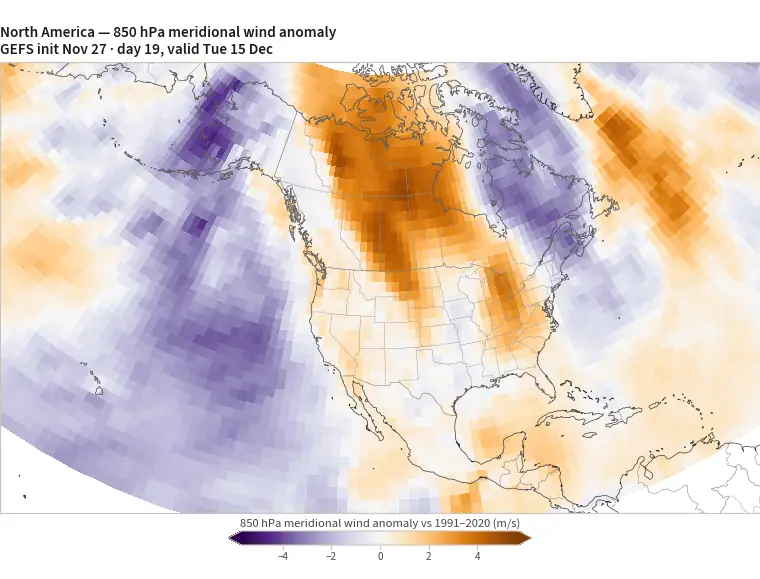 North America — 850 hPa meridional wind anomaly
GEFS init Nov 27 · day 19, valid Tue 15 Dec
850 hPa meridional wind anomaly vs 1991–2020 (m/s)
−4 −2 0 2 4